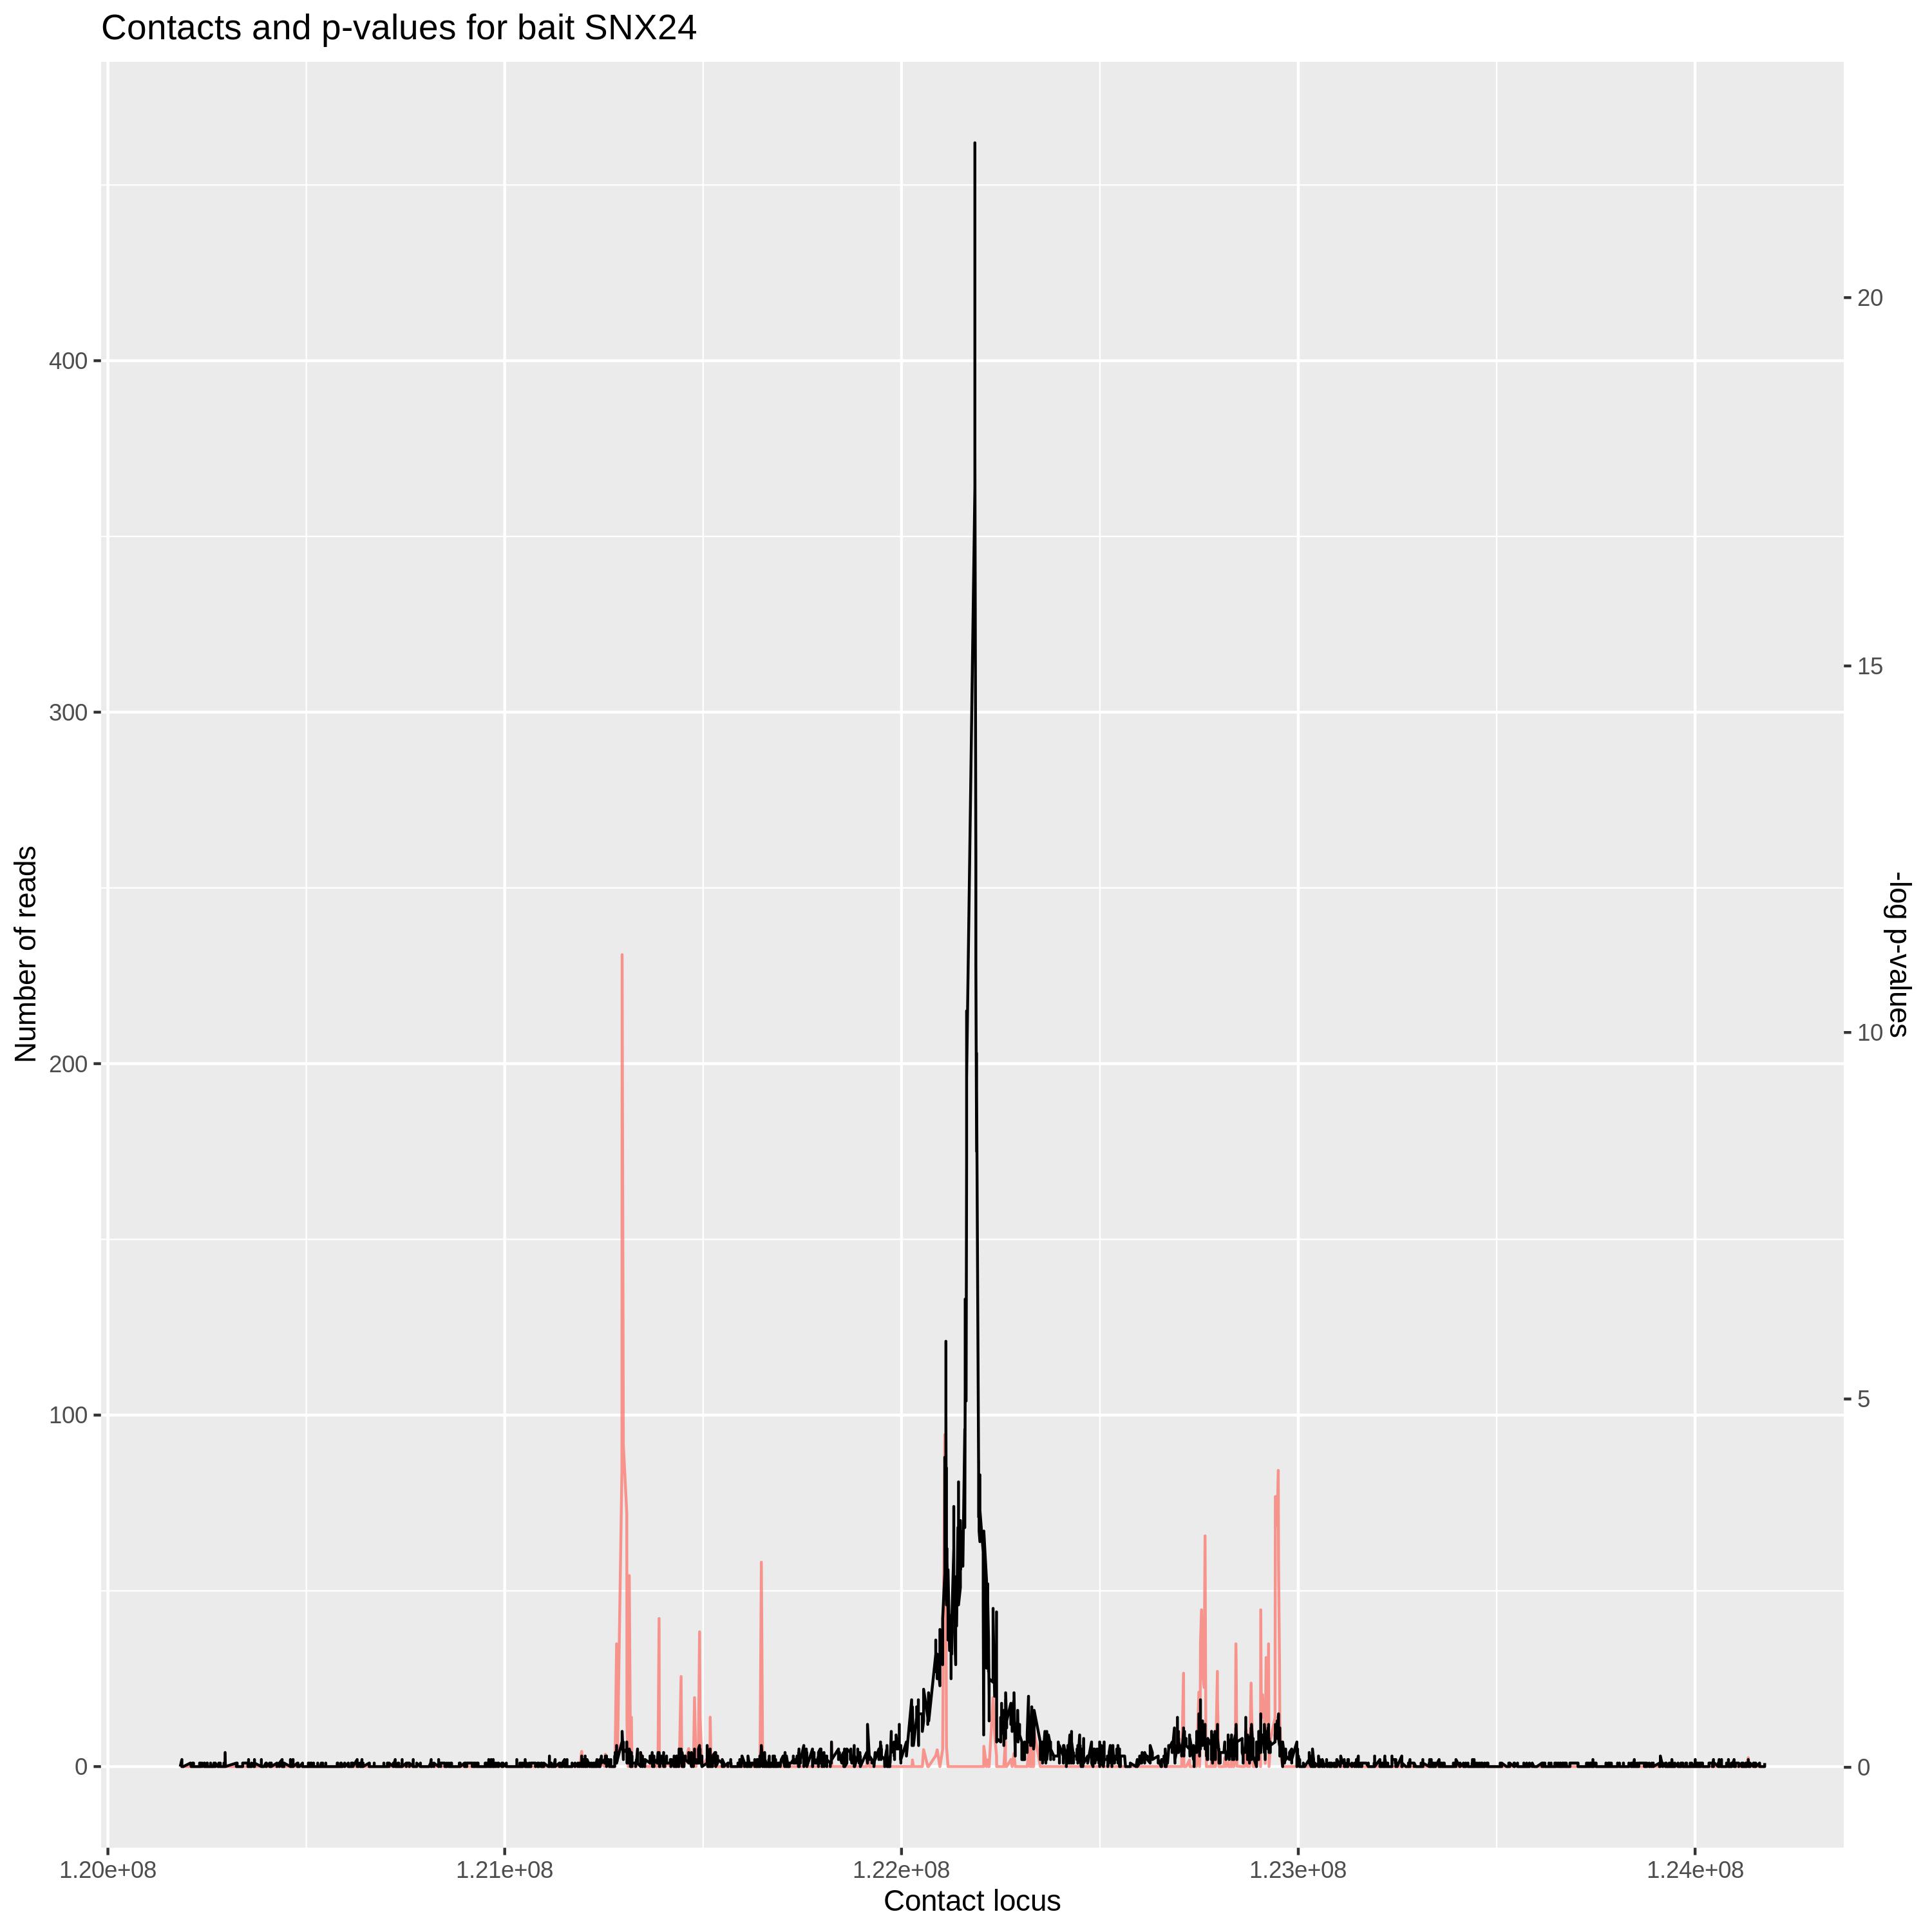 Contacts and p-values for bait SNX24
Number of reads
400
300
200
100
0
20
15
10
5
0
-log p-values
1.20e+08
1.21e+08
1.22e+08
1.23e+08
1.24e+08
Contact locus